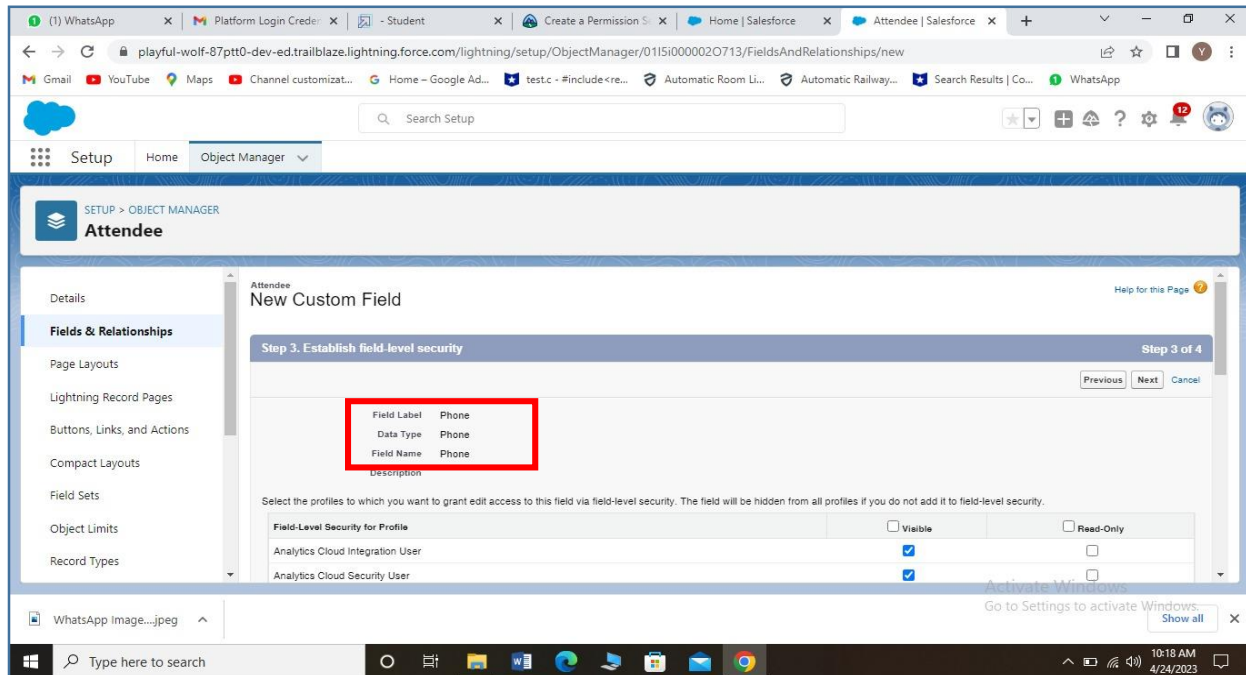 (1) WhatsApp
Platform Login Creder
- Student
Create a Permission S
Home | Salesforce
Attendee | Salesforce
playful-wolf-87ptt0-dev-ed.trailblaze.lightning.force.com/lightning/setup/ObjectManager/01I5i000002O713/FieldsAndRelationships/new
Y
Gmail
YouTube
Maps
Channel customizat...
Home – Google Ad...
test.c - #include<re...
Automatic Room Li...
Automatic Railway...
Search Results | Co...
WhatsApp
Search Setup
12
Setup
Home
Object Manager
SETUP > OBJECT MANAGER
Attendee
Details
Fields & Relationships
Page Layouts
Lightning Record Pages
Buttons, Links, and Actions
Compact Layouts
Field Sets
Object Limits
Record Types
Attendee
New Custom Field
Help for this Page
Step 3. Establish field-level security
Step 3 of 4
Previous
Next
Cancel
Field Label Phone
Data Type Phone
Field Name Phone
Description
Select the profiles to which you want to grant edit access to this field via field-level security. The field will be hidden from all profiles if you do not add it to field-level security.
Field-Level Security for Profile Visible Read-Only
Analytics Cloud Integration User
Analytics Cloud Security User
Activate Windows
Go to Settings to activate Windows.
WhatsApp Image....jpeg
Show all
Type here to search
10:18 AM
4/24/2023